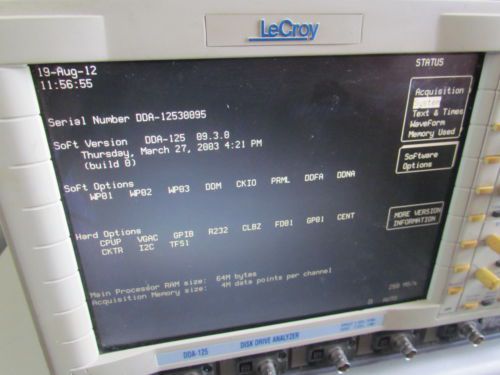 LeCroy
19-Aug-12
11:56:55
STATUS
Acquisition
System
Text & Times
Waveform
Memory Used
Serial Number DDA-12530095
Soft Version DDA-125 09.3.0
Thursday, March 27, 2003 4:21 PM
(build 0)
Software
Options
Soft Options
WP01 WP02 WP03 DDM CKIO PRML DDFA DDNA
MORE VERSION
INFORMATION
Hard Options
CPUP VGAC GPIB R232 CLBZ FD01 GP01 CENT
CKTR I2C TF51
Main Processor RAM size: 64M bytes
Acquisition Memory size: 4M data points per channel
AUTO
DDA-125 DISK DRIVE ANALYZER